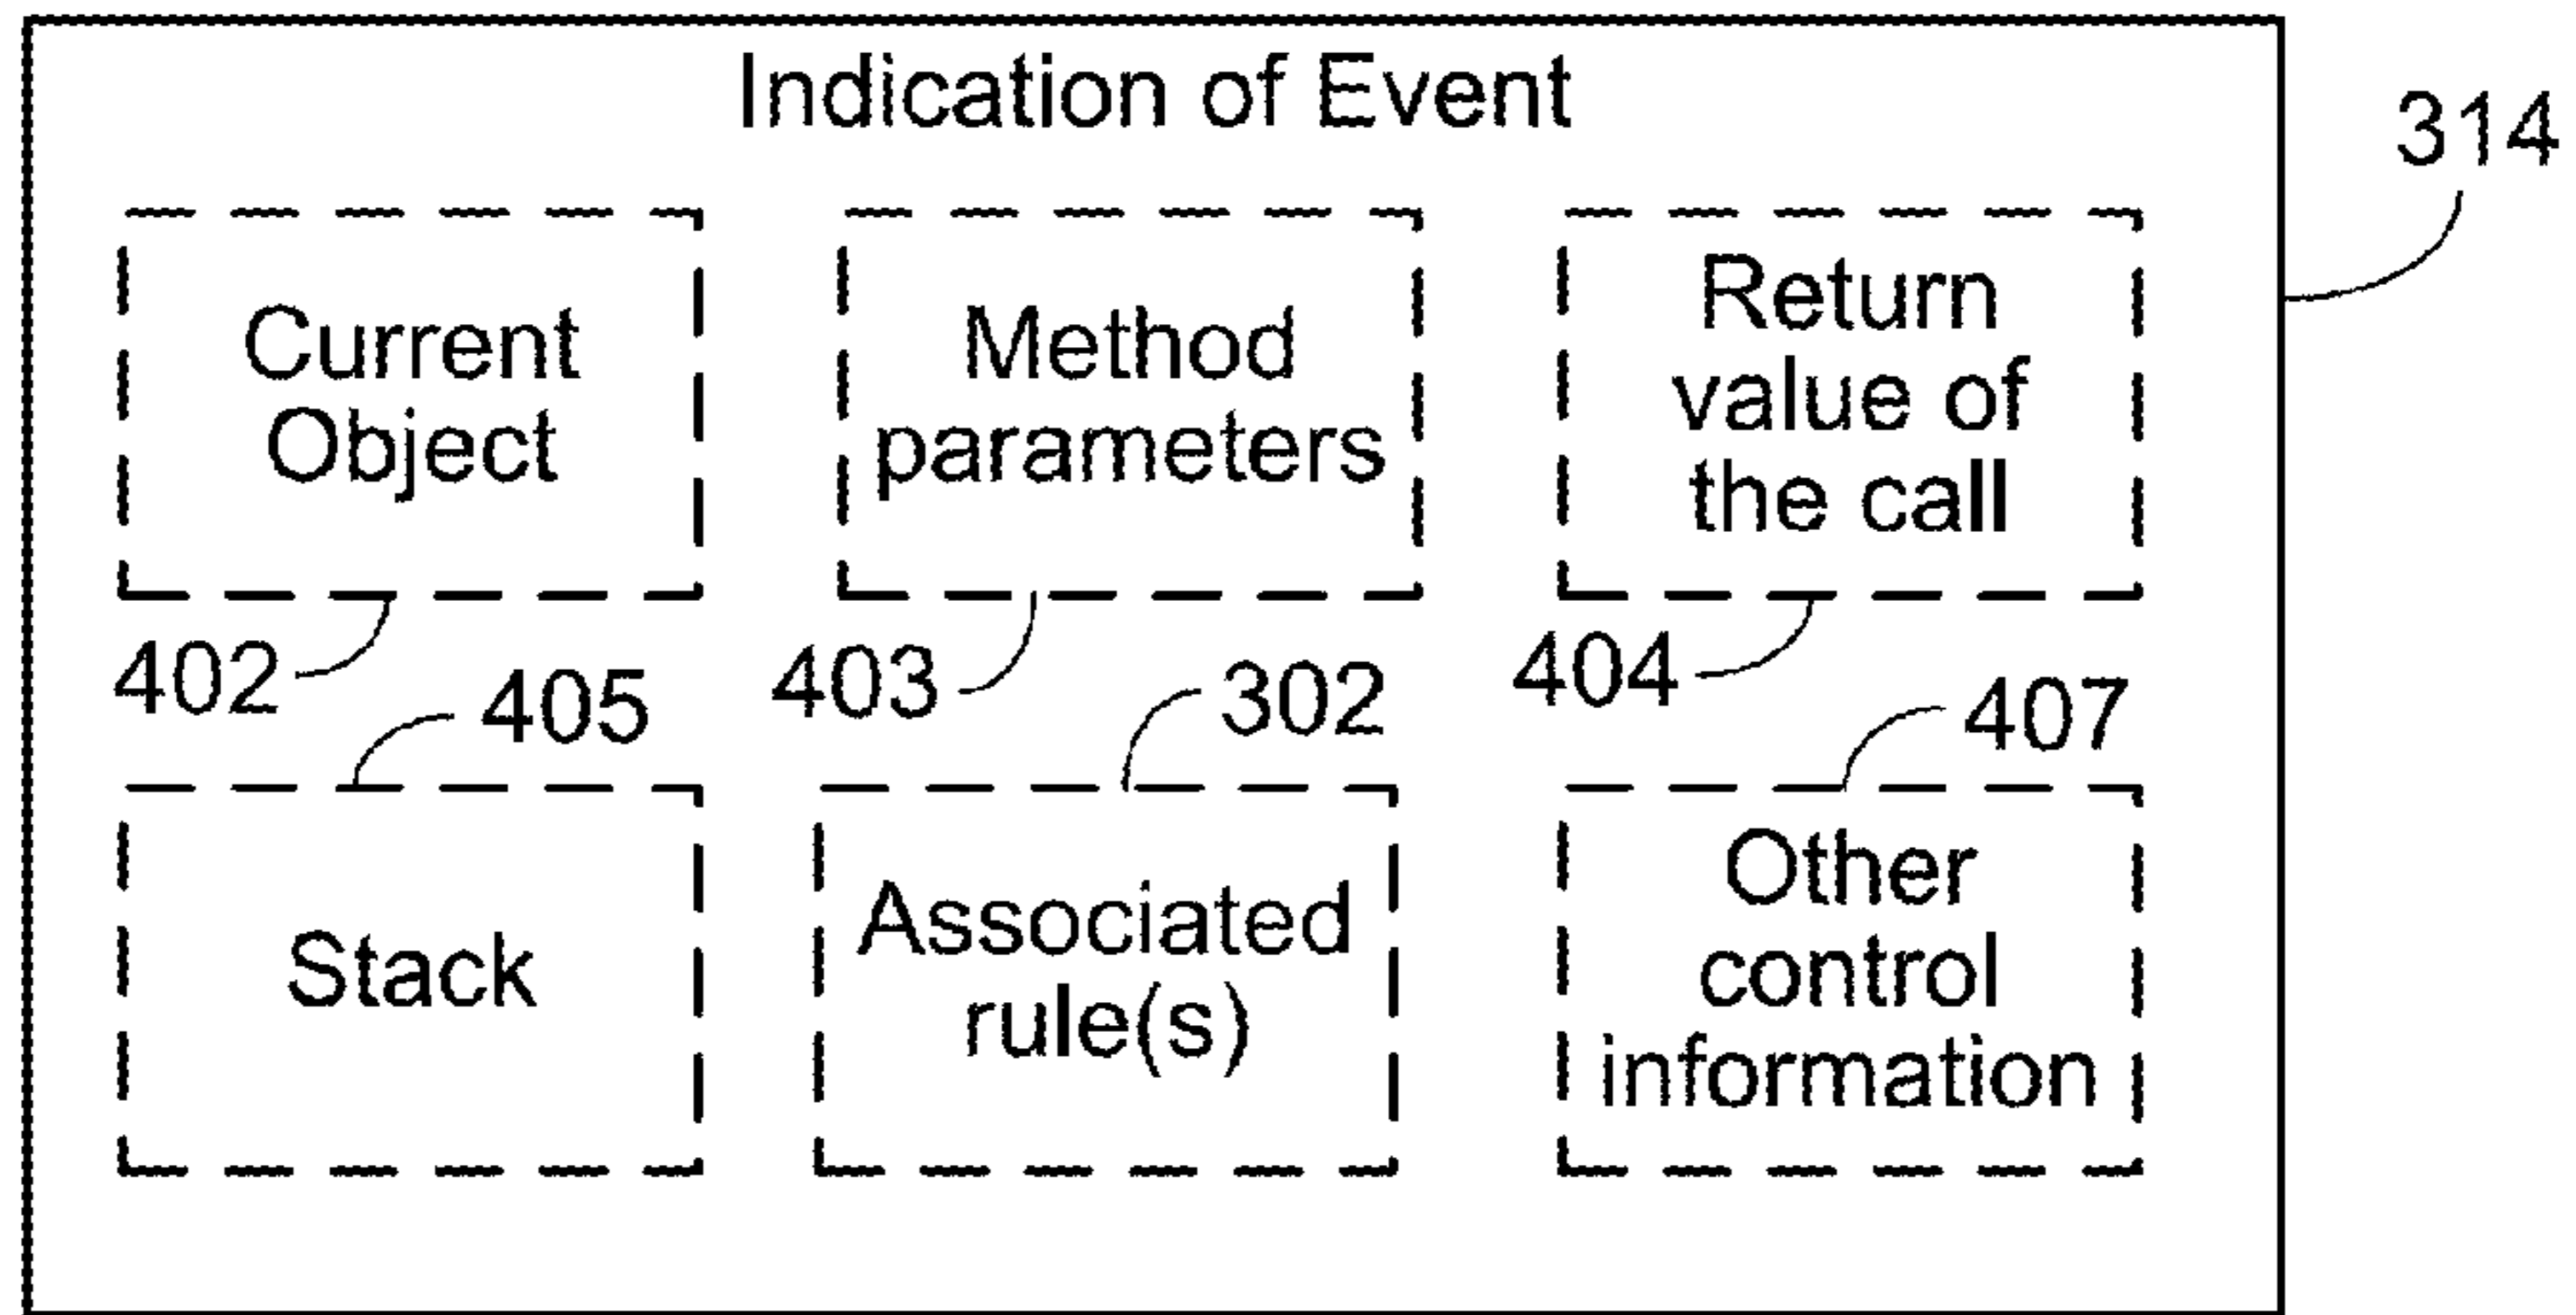 Indication of Event
314
Current
Object
Method
parameters
Return
value of
the call
402
403
404
405
302
407
Stack
Associated
rule(s)
Other
control
information